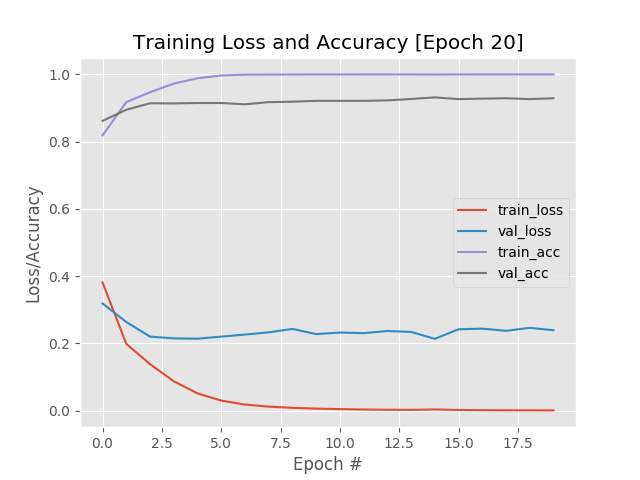 Training Loss and Accuracy [Epoch 20]
1.0
0.8
0.6
0.4
0.2
0.0
Loss/Accuracy
train_loss
val_loss
train_acc
val_acc
0.0 2.5 5.0 7.5 10.0 12.5 15.0 17.5
Epoch #